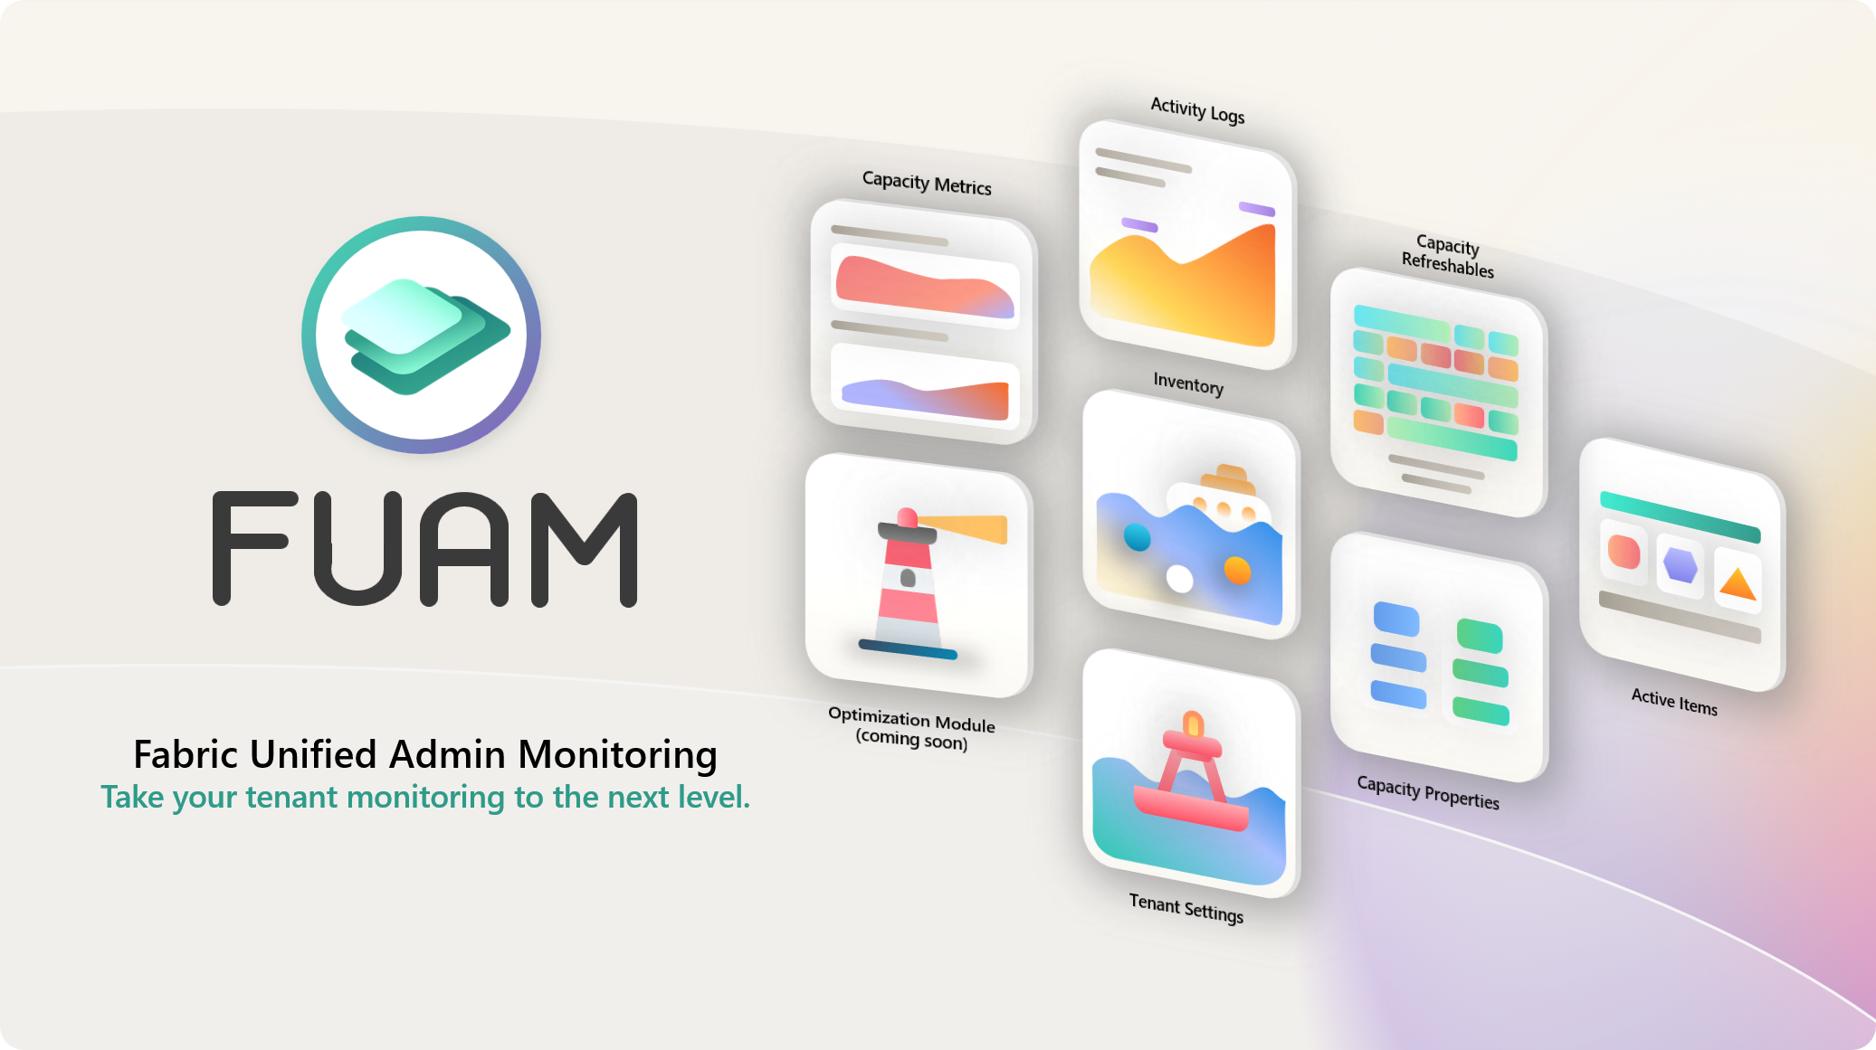 FUAM
Fabric Unified Admin Monitoring
Take your tenant monitoring to the next level.
Capacity Metrics
Optimization Module
(coming soon)
Activity Logs
Inventory
Tenant Settings
Capacity
Refreshables
Capacity Properties
Active Items